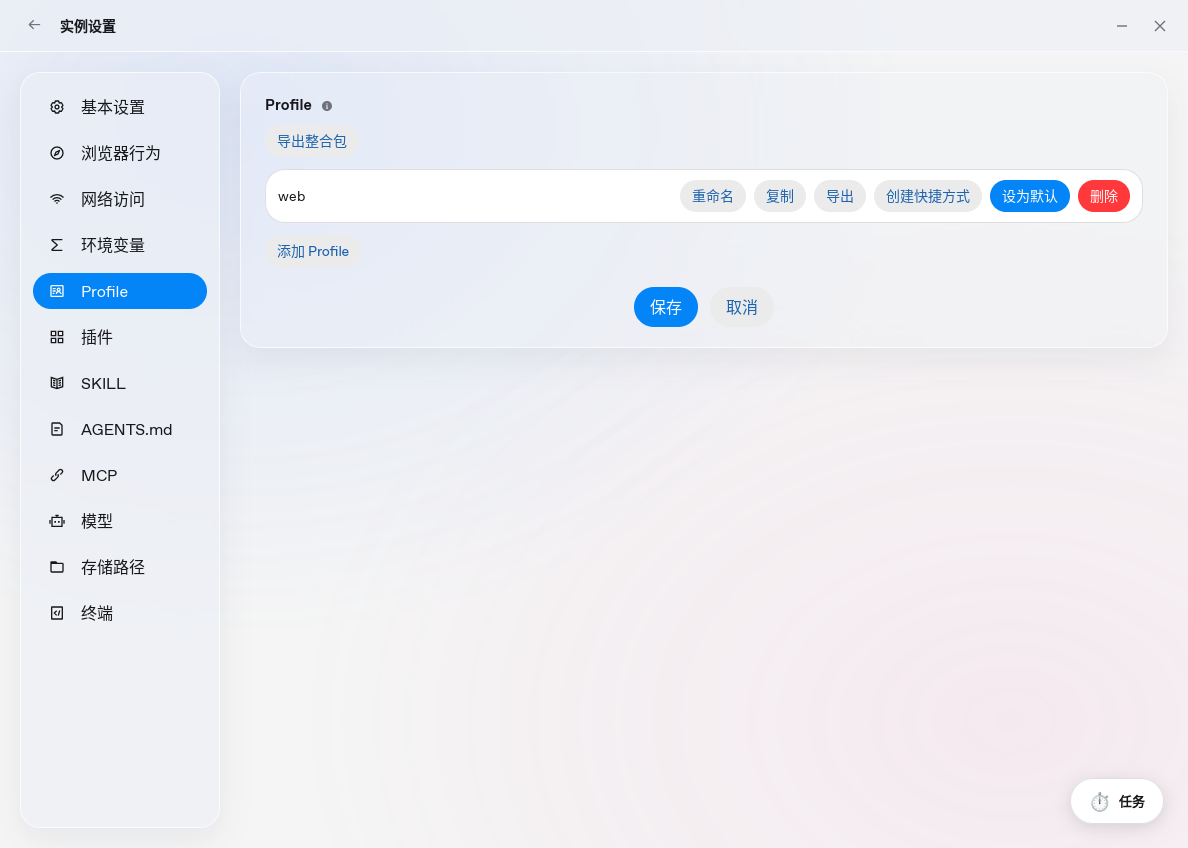 实例设置
基本设置
浏览器行为
网络访问
环境变量
Profile
插件
SKILL
AGENTS.md
MCP
模型
存储路径
终端
Profile
导出整合包
web 重命名 复制 导出 创建快捷方式 设为默认 删除
添加 Profile
保存 取消
任务